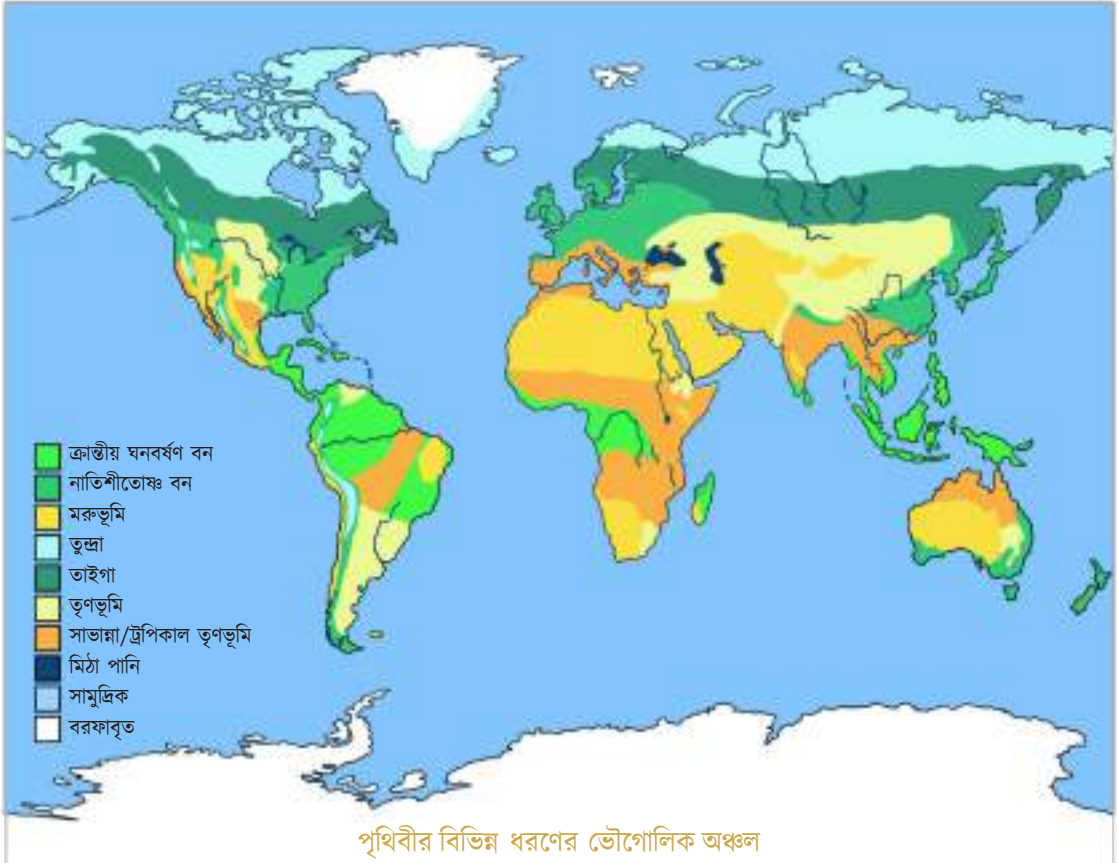 ক্রান্তীয় ঘনবর্ষণ বন
নাতিশীতোষ্ণ বন
মরুভূমি
তুন্দ্রা
তাইগা
তৃণভূমি
সাভান্না/ট্রপিকাল তৃণভূমি
মিঠা পানি
সামুদ্রিক
বরফাবৃত
পৃথিবীর বিভিন্ন ধরণের ভৌগোলিক অঞ্চল